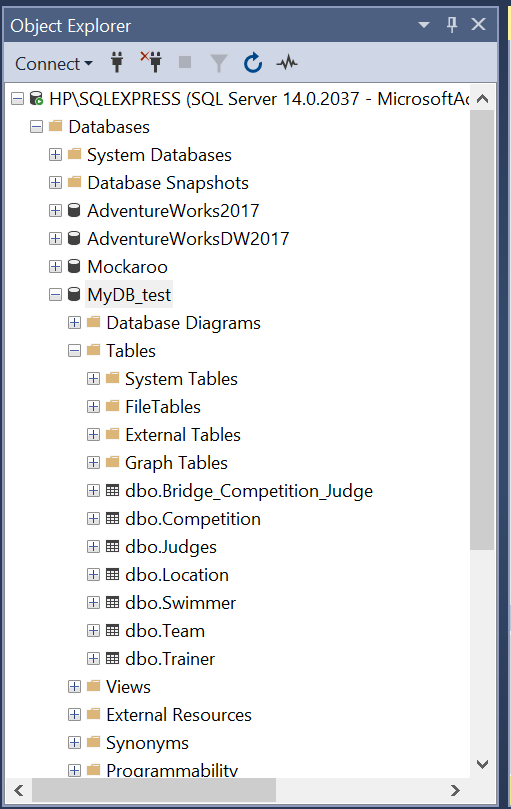 Object Explorer
Connect
HP\SQLEXPRESS (SQL Server 14.0.2037 - MicrosoftAc
Databases
System Databases
Database Snapshots
AdventureWorks2017
AdventureWorksDW2017
Mockaroo
MyDB_test
Database Diagrams
Tables
System Tables
FileTables
External Tables
Graph Tables
dbo.Bridge_Competition_Judge
dbo.Competition
dbo.Judges
dbo.Location
dbo.Swimmer
dbo.Team
dbo.Trainer
Views
External Resources
Synonyms
Programmability